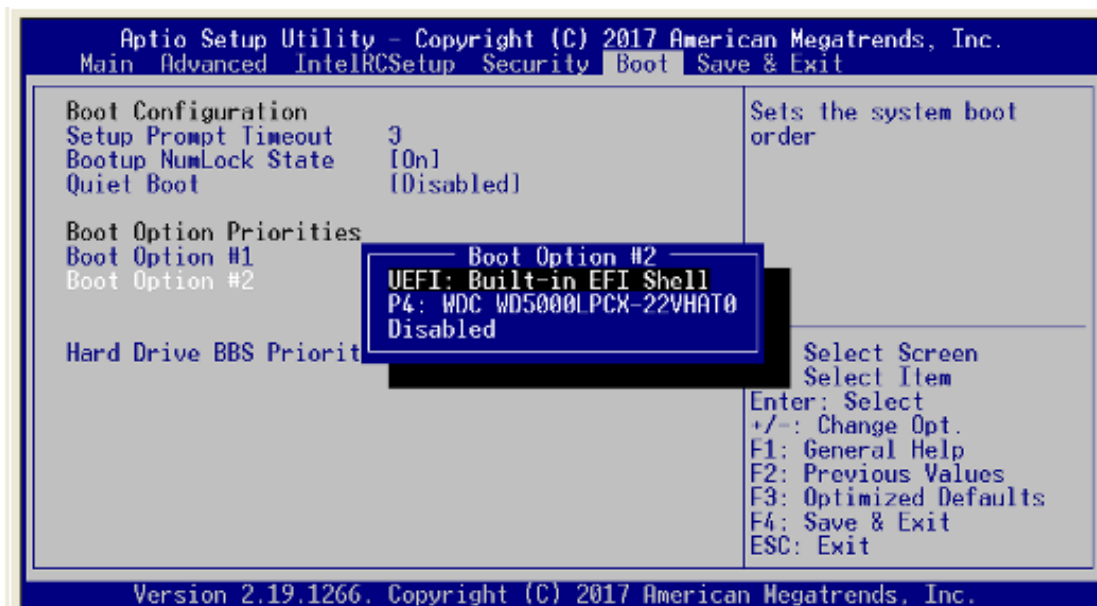 Aptio Setup Utility – Copyright (C) 2017 American Megatrends, Inc.
Main Advanced IntelRCSetup Security Boot Save & Exit
Boot Configuration
Setup Prompt Timeout 3
Bootup NumLock State [On]
Quiet Boot [Disabled]
Boot Option Priorities
Boot Option #1
Boot Option #2
Hard Drive BBS Priorit
Boot Option #2
UEFI: Built-in EFI Shell
P4: WDC WD5000LPCX-22VHAT0
Disabled
Sets the system boot
order
Select Screen
Select Item
Enter: Select
+/-: Change Opt.
F1: General Help
F2: Previous Values
F3: Optimized Defaults
F4: Save & Exit
ESC: Exit
Version 2.19.1266. Copyright (C) 2017 American Megatrends, Inc.